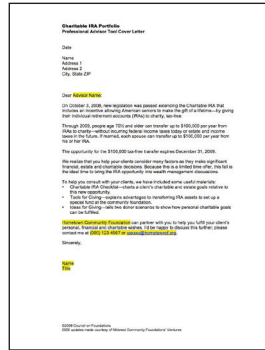 Charitable IRA Portfolio
Professional Advisor Tool Cover Letter
Date
Name
Address 1
Address 2
City, State ZIP
Dear Advisor Name:
On October 3, 2008, new legislation was passed extending the Charitable IRA that
includes an incentive allowing American seniors to make the gift of a lifetime—by giving
their individual retirement accounts (IRAs) to charity, tax-free.
Through 2009, people age 70½ and older can transfer up to $100,000 per year from
IRAs to charity—without incurring federal income taxes today or estate and income
taxes in the future. If married, each spouse can transfer up to $100,000 per year from
his or her IRA.
The opportunity for the $100,000 tax-free transfer expires December 31, 2009.
We realize that you help your clients consider many factors as they make significant
financial, estate and charitable decisions. Because this is a limited time offer, this fall is
the ideal time to bring the IRA opportunity into wealth management discussions.
To help you consult with your clients, we have included some useful materials:
• Charitable IRA Checklist—charts a client's charitable and estate goals relative to
this new opportunity.
• Tools for Giving—explains advantages to transferring IRA assets to set up a
special fund at the community foundation.
• Ideas for Giving—lets two donor scenarios to show how personal charitable goals
can be fulfilled.
Hometown Community Foundation can partner with you to help you fulfill your client's
personal, financial and charitable wishes. I'd be happy to discuss this further; please
contact me at (000) 123 4567 or
Sincerely,
Name
Title
©2008 Council on Foundations
2008 updates made courtesy of Midwest Community Foundations' Ventures